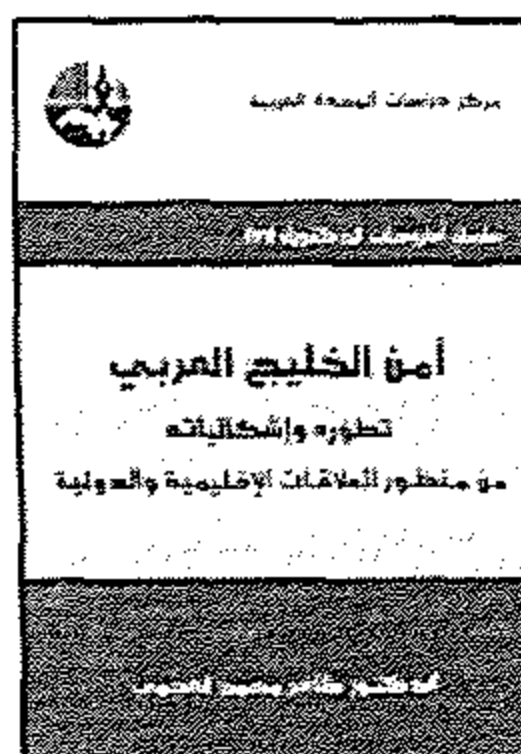 مركز دراسات الوحدة العربية
سلسلة أطروحات الدكتوراه
أمن الخليج العربي
تطوره وإشكالياته
من منظور العلاقات الإقليمية والدولية
الدكتور ظافر محمد العجمي